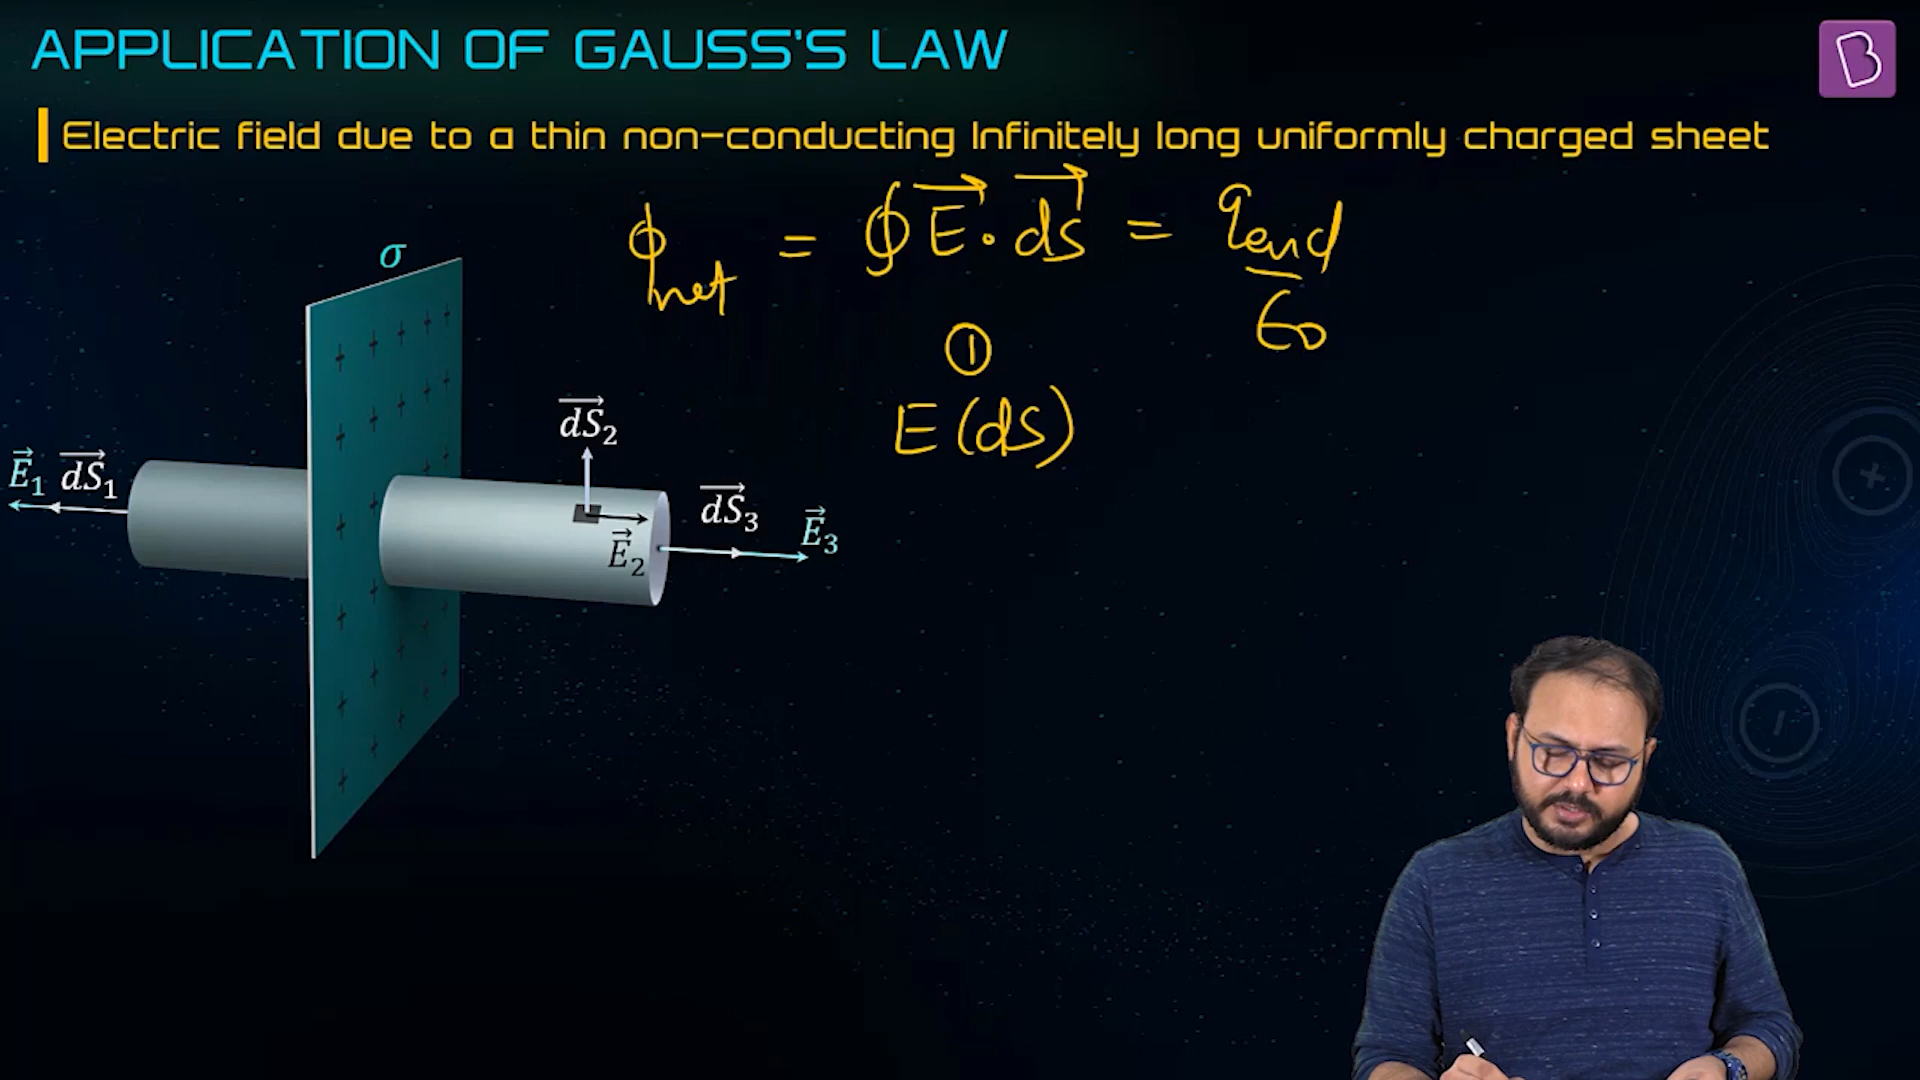 APPLICATION OF GAUSS'S LAW
Electric field due to a thin non-conducting Infinitely long uniformly charged sheet
ϕnet = ∮E⃗ · ds⃗ = qend/ϵ0
σ
①
E (ds)
dS⃗₂
E⃗₁ dS⃗₁
dS⃗₃
E⃗₃
E⃗₂
B